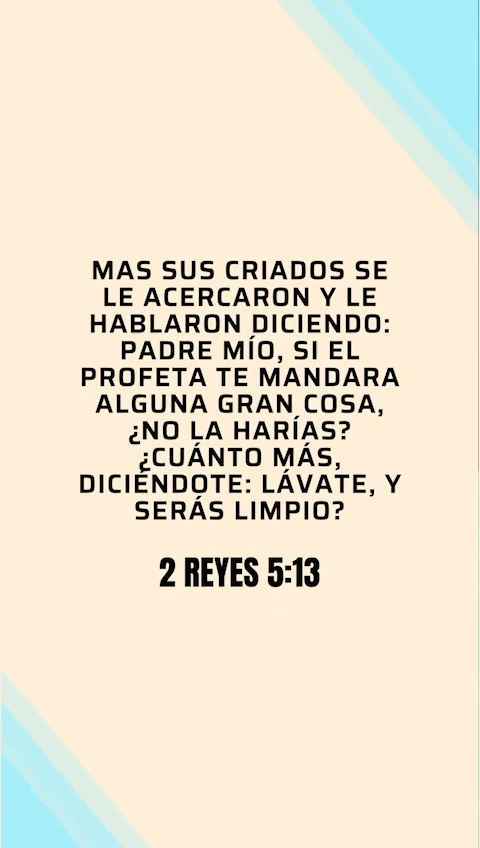 MAS SUS CRIADOS SE
LE ACERCARON Y LE
HABLARON DICIENDO:
PADRE MÍO, SI EL
PROFETA TE MANDARA
ALGUNA GRAN COSA,
¿NO LA HARÍAS?
¿CUÁNTO MÁS,
DICIÉNDOTE: LÁVATE, Y
SERÁS LIMPIO?
2 REYES 5:13